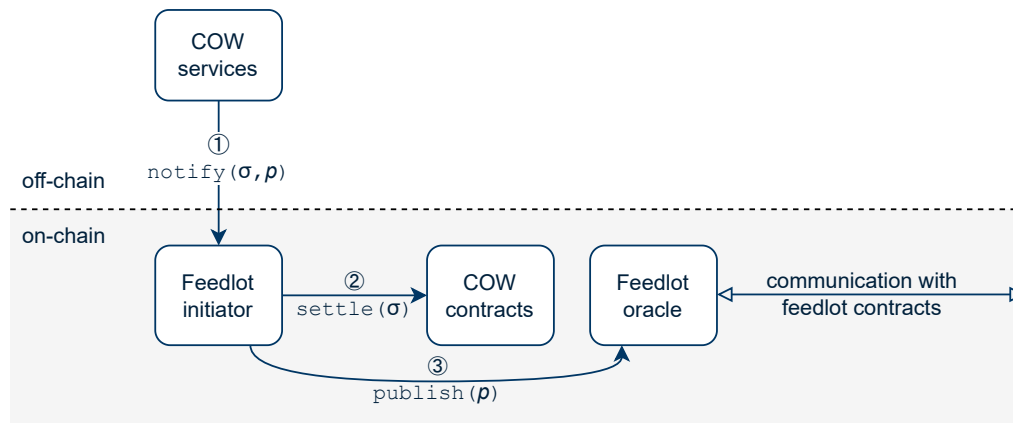 COW
services
①
notify(σ,p)
off-chain
on-chain
Feedlot
initiator
②
settle(σ)
COW
contracts
Feedlot
oracle
communication with
feedlot contracts
③
publish(p)